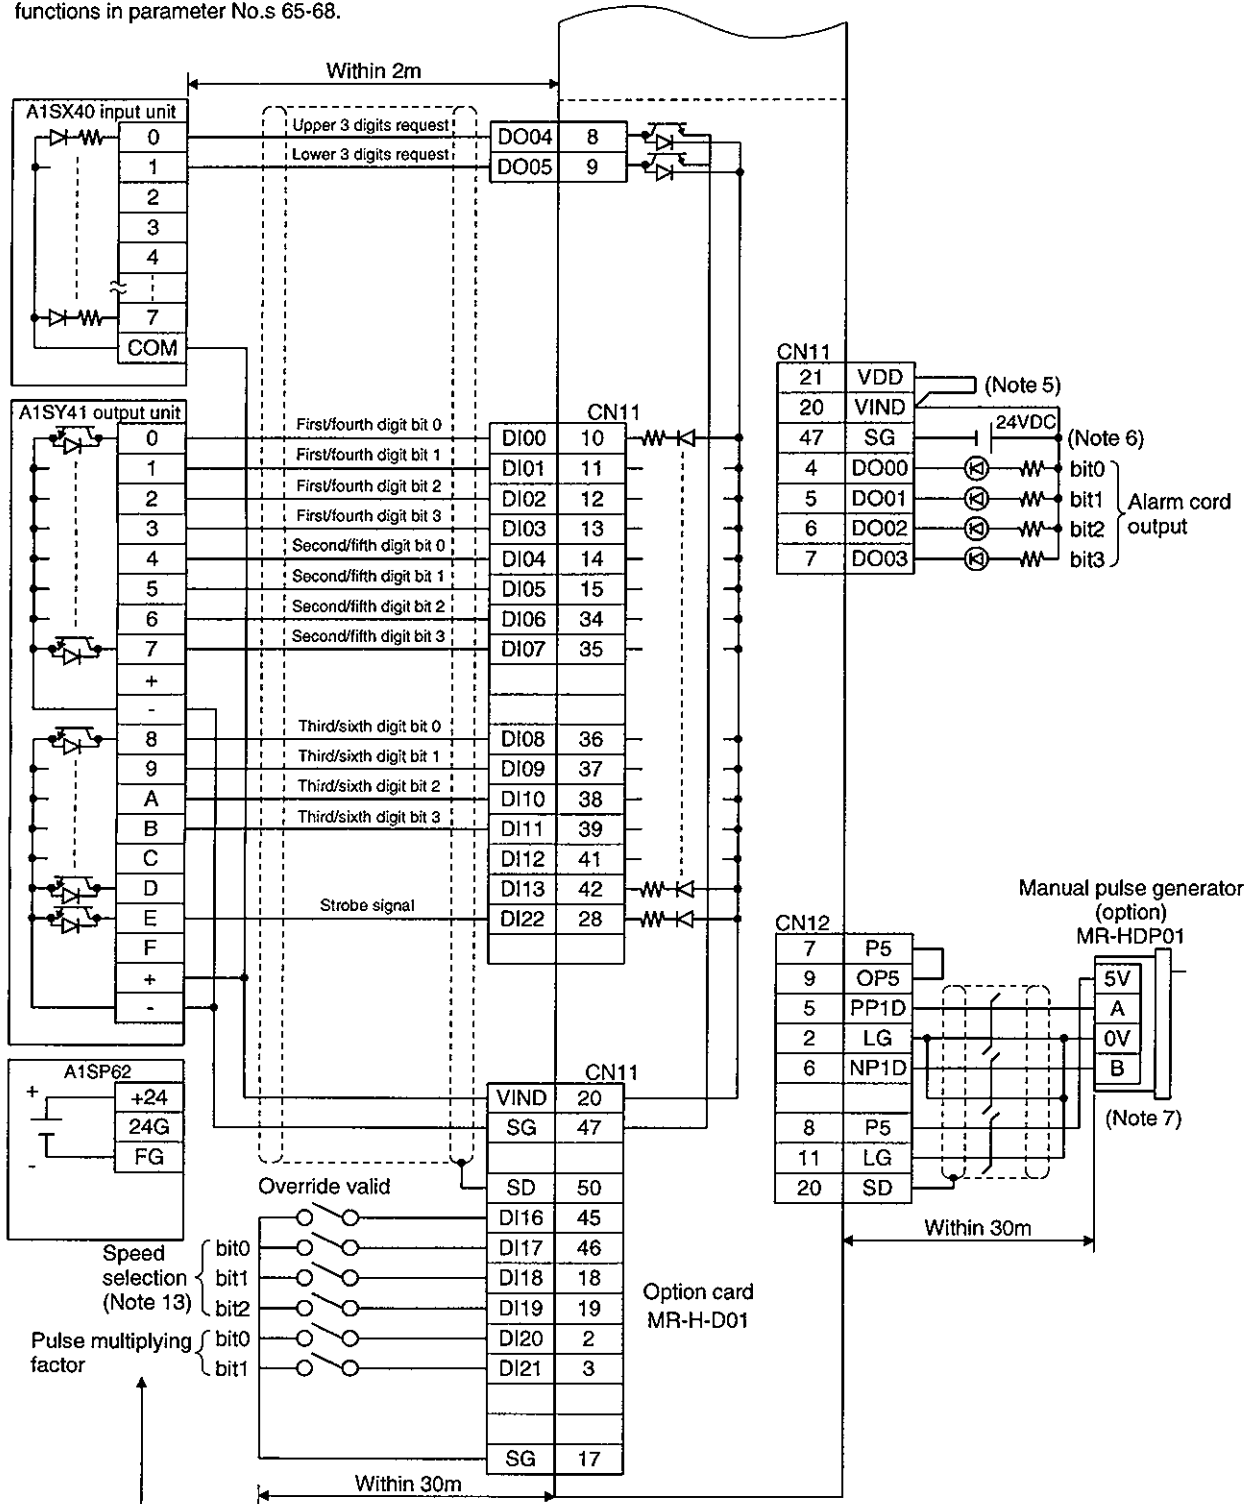 functions in parameter No.s 65-68.
Within 2m
A1SX40 input unit
0 Upper 3 digits request DO04 8
1 Lower 3 digits request DO05 9
2
3
4
7
COM
CN11
21 VDD (Note 5)
20 VIND
24VDC
47 SG (Note 6)
4 DO00 bit0
5 DO01 bit1
6 DO02 bit2
7 DO03 bit3
Alarm cord
output
A1SY41 output unit
CN11
0 First/fourth digit bit 0 DI00 10
1 First/fourth digit bit 1 DI01 11
2 First/fourth digit bit 2 DI02 12
3 First/fourth digit bit 3 DI03 13
4 Second/fifth digit bit 0 DI04 14
5 Second/fifth digit bit 1 DI05 15
6 Second/fifth digit bit 2 DI06 34
7 Second/fifth digit bit 3 DI07 35
+
-
8 Third/sixth digit bit 0 DI08 36
9 Third/sixth digit bit 1 DI09 37
A Third/sixth digit bit 2 DI10 38
B Third/sixth digit bit 3 DI11 39
C DI12 41
D DI13 42
E Strobe signal DI22 28
F
+
-
Manual pulse generator
(option)
MR-HDP01
CN12
7 P5
9 OP5 5V
5 PP1D A
2 LG 0V
6 NP1D B
8 P5
11 LG
20 SD
(Note 7)
Within 30m
A1SP62
+ +24
24G
- FG
CN11
VIND 20
SG 47
SD 50
Override valid DI16 45
Speed
selection
(Note 13)
bit0 DI17 46
bit1 DI18 18
bit2 DI19 19
Pulse multiplying
factor
bit0 DI20 2
bit1 DI21 3
SG 17
Option card
MR-H-D01
Within 30m